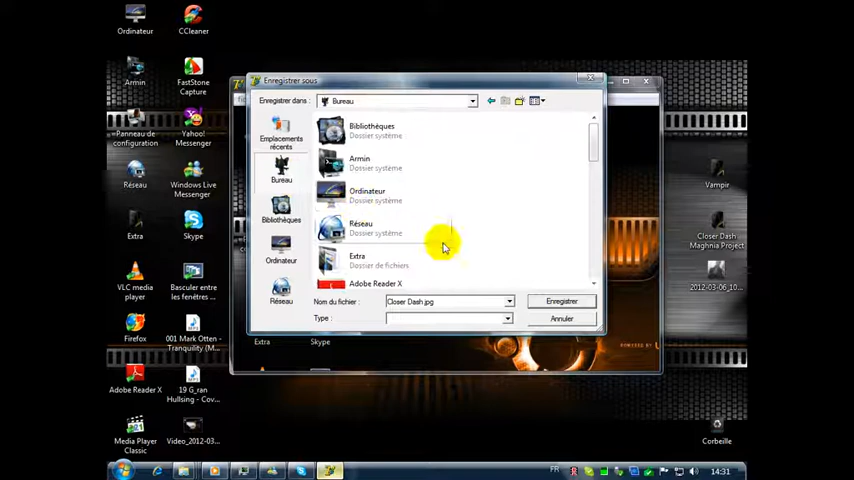 Ordinateur
CCleaner
Armin
FastStone
Capture
Panneau de
configuration
Yahoo!
Messenger
Réseau
Windows Live
Messenger
Extra
Skype
VLC media
player
Basculer entre
les fenêtres ...
Firefox
001 Mark Otten -
Tranquility (M...
Adobe Reader X
19 G_ran
Hullsing - Cov...
Media Player
Classic
Video_2012-03...
Enregistrer sous
Enregistrer dans :
Bureau
Emplacements
récents
Bureau
Bibliothèques
Ordinateur
Réseau
Bibliothèques
Dossier système
Armin
Dossier système
Ordinateur
Dossier système
Réseau
Dossier système
Extra
Dossier de fichiers
Adobe Reader X
Nom du fichier :
Closer Dash.jpg
Enregistrer
Type :
Annuler
Extra
Skype
POWERED BY
Vampir
Closer Dash
Maghnia Project
2012-03-06_10...
Corbeille
FR
14:31